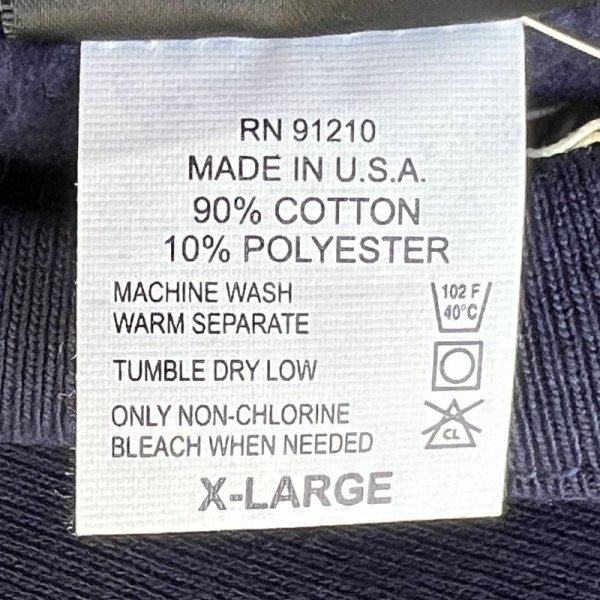 RN 91210
MADE IN U.S.A.
90% COTTON
10% POLYESTER
MACHINE WASH
WARM SEPARATE
102 F
40°C
TUMBLE DRY LOW
ONLY NON-CHLORINE
BLEACH WHEN NEEDED
CL
X-LARGE